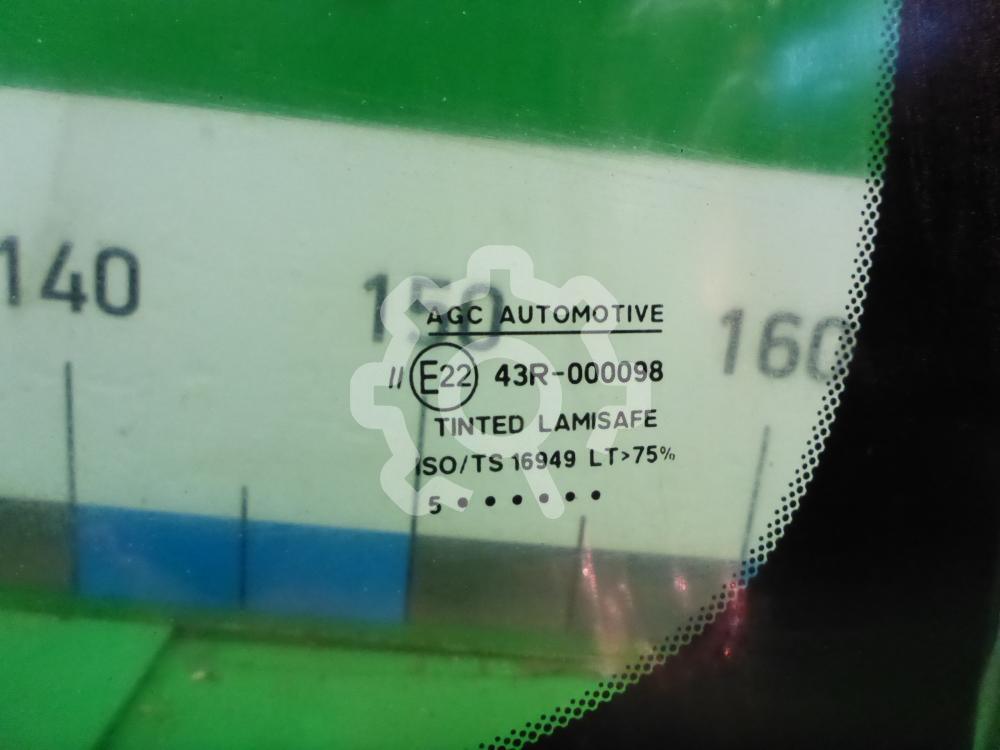 140 150 160
AGC AUTOMOTIVE
// E22 43R-000098
TINTED LAMISAFE
ISO/TS 16949 LT>75%
5 • • • • • •